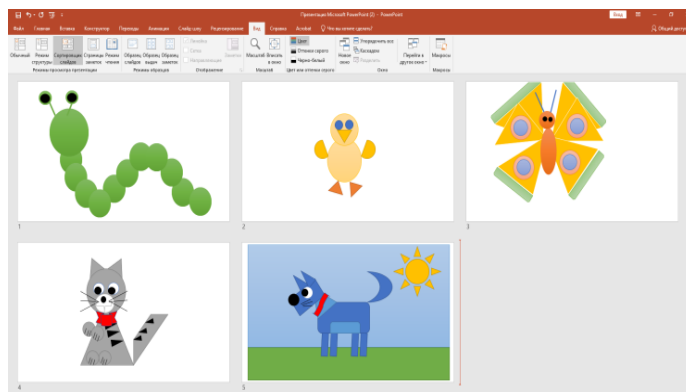 Презентация Microsoft PowerPoint (2) - PowerPoint
Вход
Файл Главная Вставка Конструктор Переходы Анимация Слайд-шоу Рецензирование Вид Справка Acrobat Что вы хотите сделать? Общий доступ
Обычный Режим структуры Сортировщик слайдов Страницы заметок Режим чтения
Образец слайдов Образец выдач Образец заметок
Линейка
Сетка
Направляющие
Заметки
Масштаб Вписать в окно
Цвет
Оттенки серого
Черно-белый
Новое окно
Упорядочить все
Каскадом
Разделить
Перейти в другое окно
Макросы
Режимы просмотра презентации Режимы образцов Отображение Масштаб Цвет или оттенки серого Окно Макросы
1 2 3
4 5